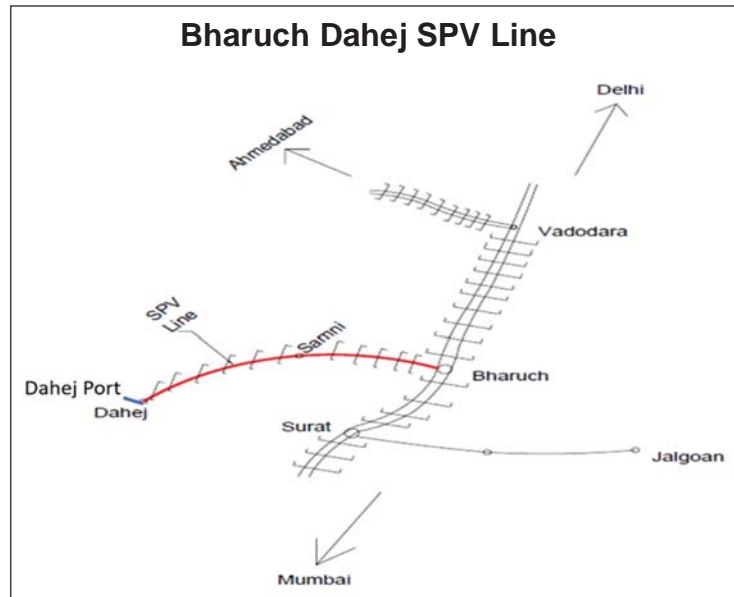 Bharuch Dahej SPV Line
Delhi
Ahmedabad
Vadodara
SPV
Line
Samni
Dahej Port
Dahej
Bharuch
Surat
Jalgoan
Mumbai